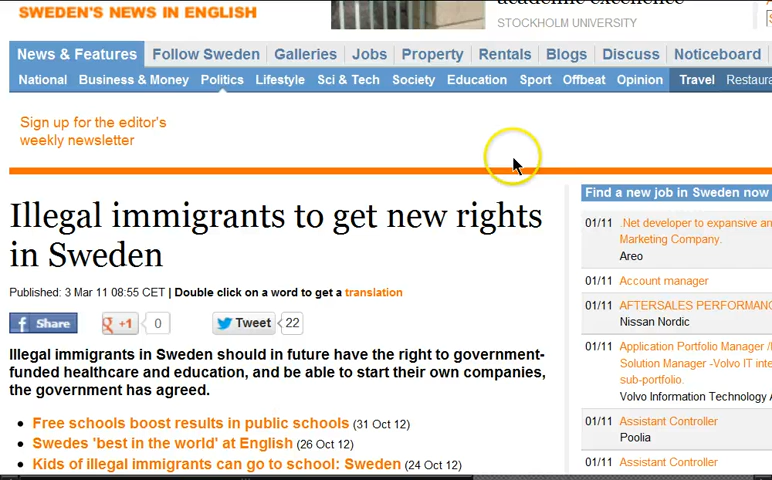 SWEDEN'S NEWS IN ENGLISH
STOCKHOLM UNIVERSITY
News & Features Follow Sweden Galleries Jobs Property Rentals Blogs Discuss Noticeboard
National Business & Money Politics Lifestyle Sci & Tech Society Education Sport Offbeat Opinion Travel Restaura
Sign up for the editor's
weekly newsletter
Illegal immigrants to get new rights
in Sweden
Published: 3 Mar 11 08:55 CET | Double click on a word to get a translation
Share +1 0 Tweet 22
Illegal immigrants in Sweden should in future have the right to government-
funded healthcare and education, and be able to start their own companies,
the government has agreed.
Free schools boost results in public schools (31 Oct 12)
Swedes 'best in the world' at English (26 Oct 12)
Kids of illegal immigrants can go to school: Sweden (24 Oct 12)
Find a new job in Sweden now
01/11 .Net developer to expansive an
Marketing Company.
Areo
01/11 Account manager
01/11 AFTERSALES PERFORMANC
Nissan Nordic
01/11 Application Portfolio Manager /
Solution Manager -Volvo IT inte
sub-portfolio.
Volvo Information Technology A
01/11 Assistant Controller
Poolia
01/11 Assistant Controller